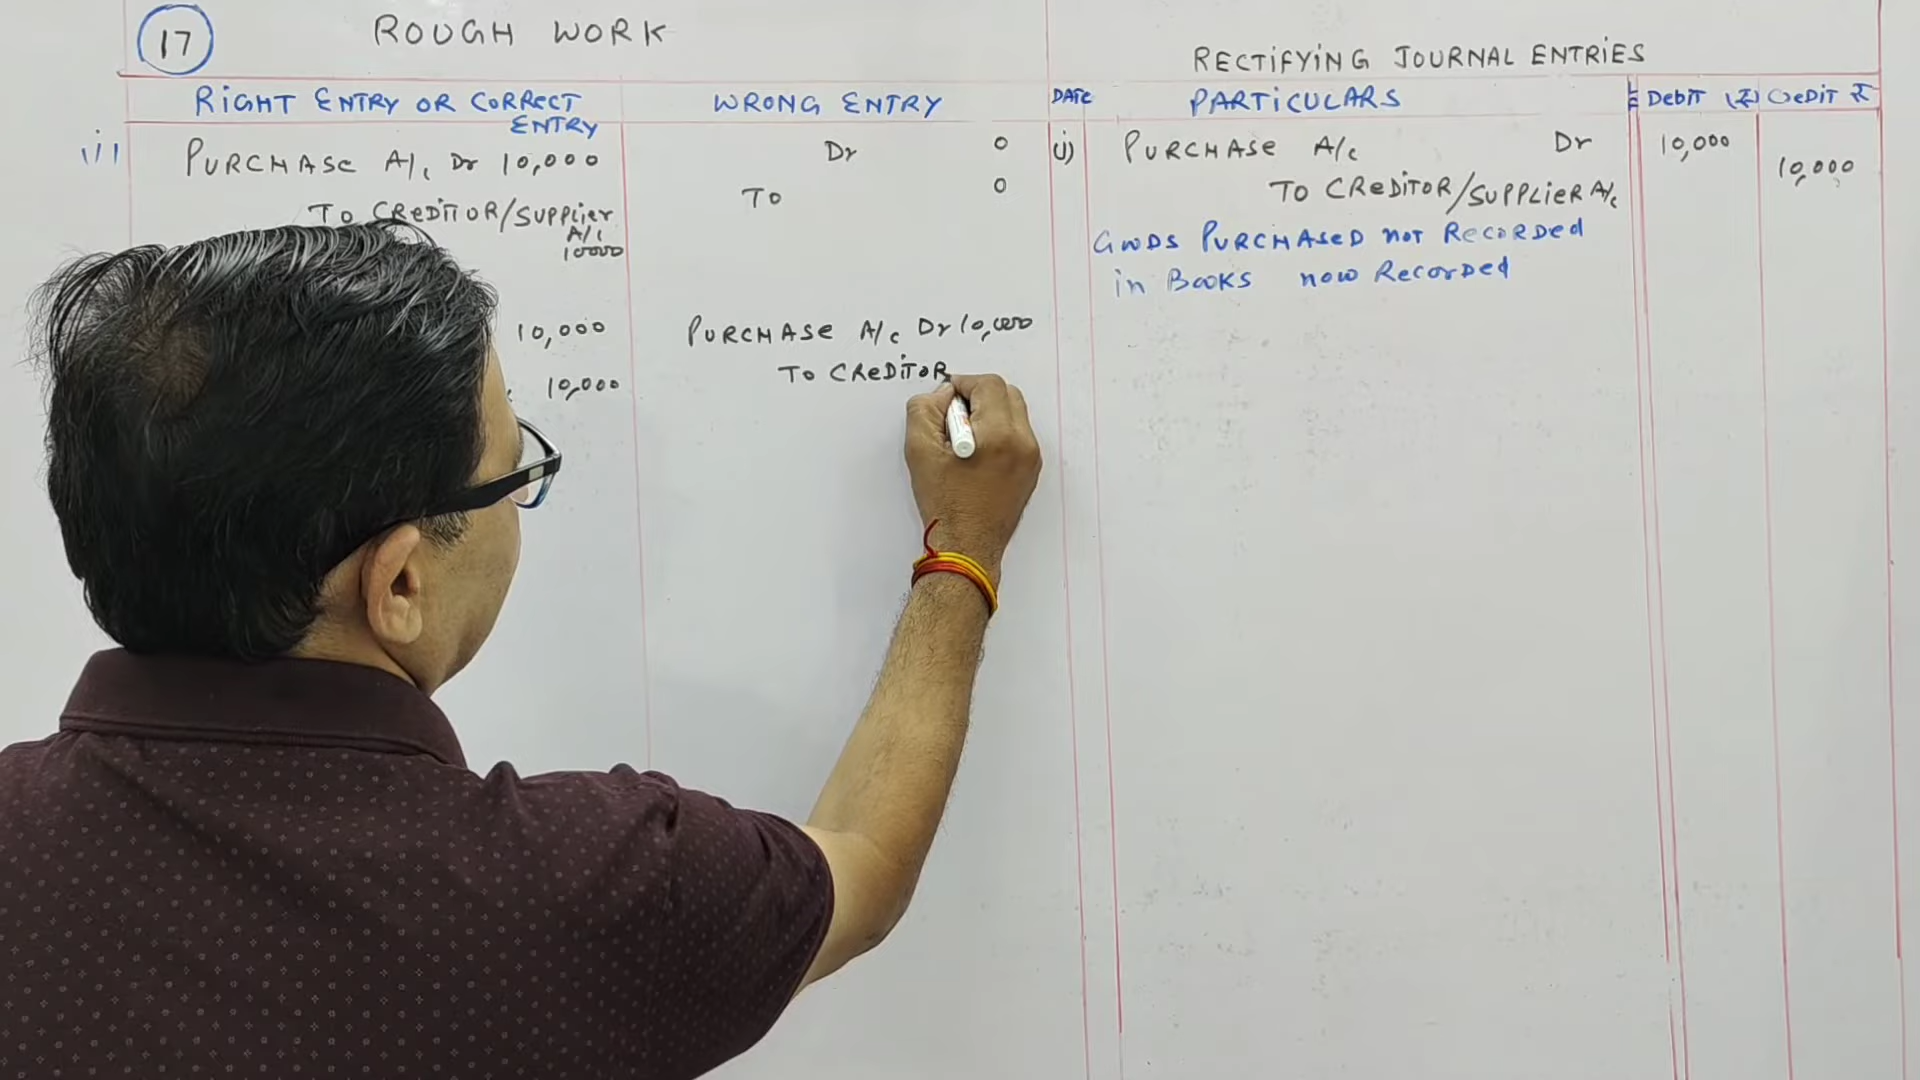 17
ROUGH WORK
RIGHT ENTRY OR CORRECT
ENTRY
WRONG ENTRY
PURCHASE A/c Dr 10,000
TO CREDITOR/SUPPLIER
A/c
10000
Dr 0
TO 0
10,000
10,000
PURCHASE A/c Dr 10,000
TO CREDITOR
RECTIFYING JOURNAL ENTRIES
DATE PARTICULARS Debit (₹) CREDIT ₹
i) PURCHASE A/c Dr 10,000
TO CREDITOR/SUPPLIER A/c 10,000
GOODS PURCHASED NOT RECORDED
IN BOOKS NOW RECORDED